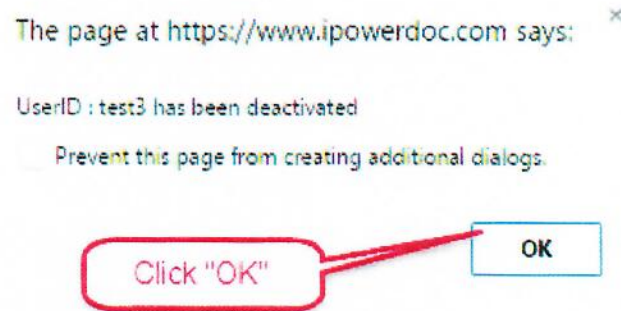 The page at https://www.ipowerdoc.com says:
UserID : test3 has been deactivated
Prevent this page from creating additional dialogs.
OK
Click "OK"